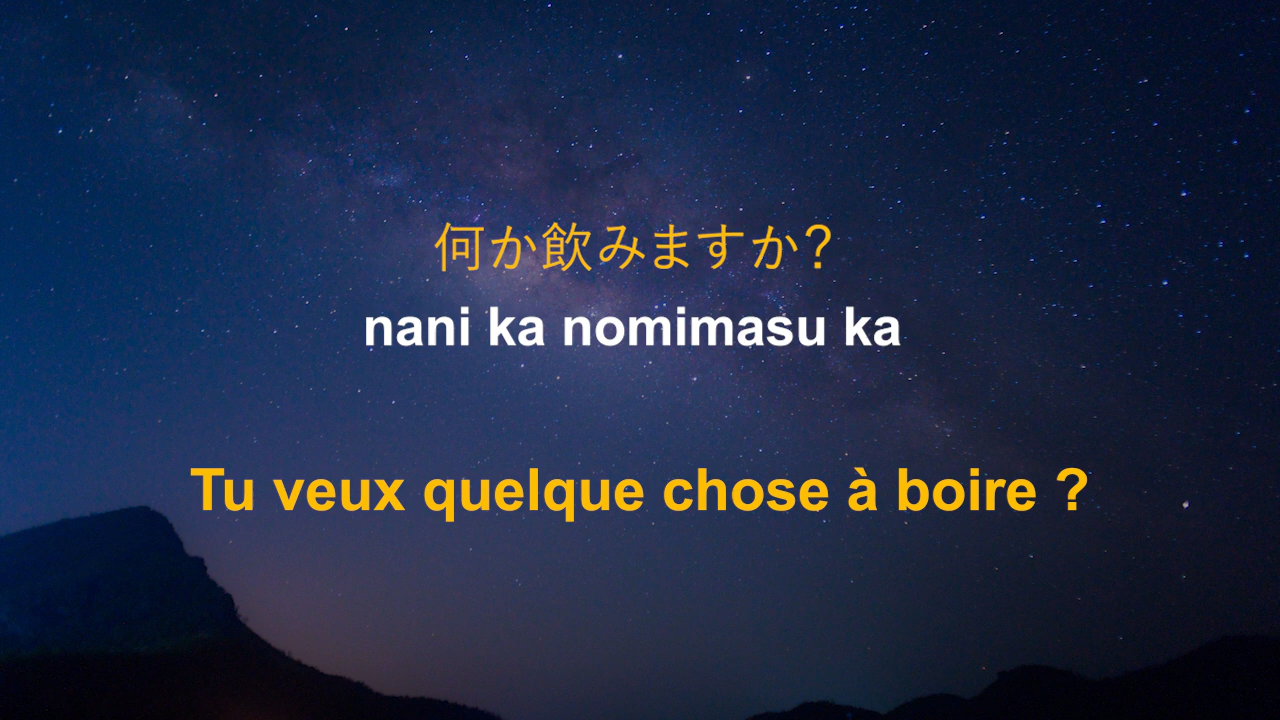 何か飲みますか?
nani ka nomimasu ka
Tu veux quelque chose à boire ?